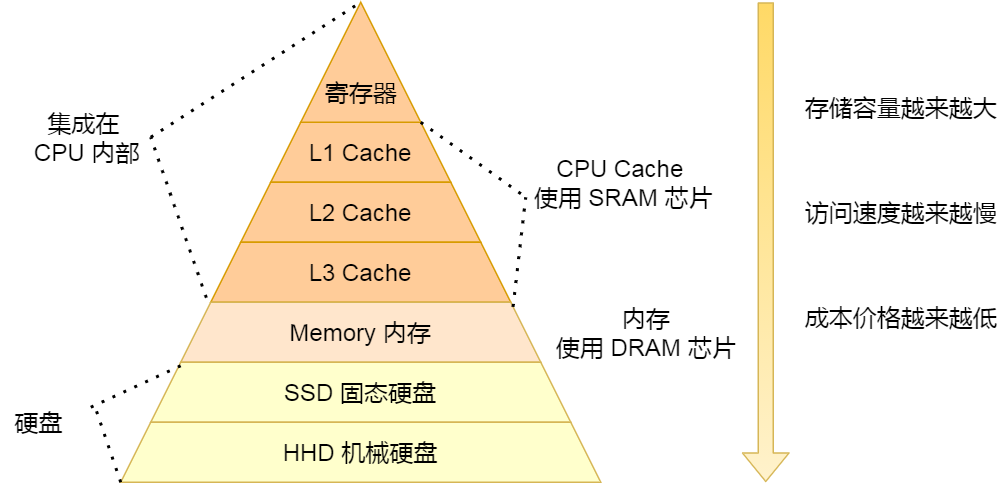 寄存器
集成在
CPU 内部
L1 Cache
L2 Cache
L3 Cache
CPU Cache
使用 SRAM 芯片
Memory 内存
内存
使用 DRAM 芯片
SSD 固态硬盘
HHD 机械硬盘
硬盘
存储容量越来越大
访问速度越来越慢
成本价格越来越低